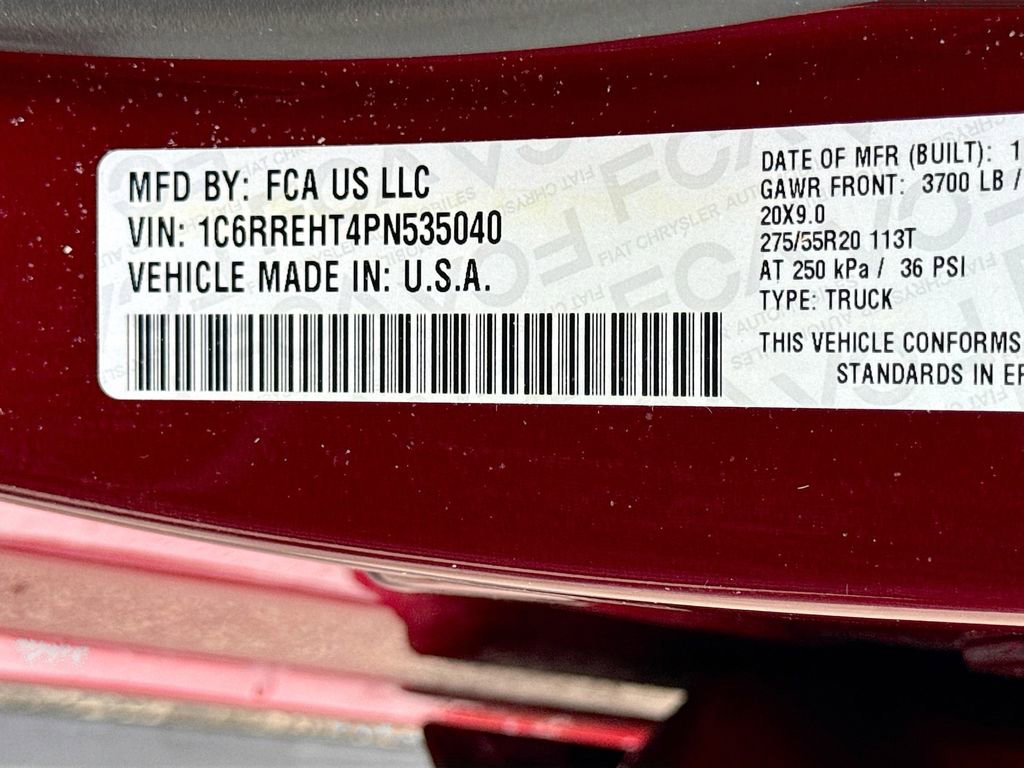 MFD BY: FCA US LLC
VIN: 1C6RREHT4PN535040
VEHICLE MADE IN: U.S.A.
DATE OF MFR (BUILT): 1
GAWR FRONT: 3700 LB /
20X9.0
275/55R20 113T
AT 250 kPa / 36 PSI
TYPE: TRUCK
THIS VEHICLE CONFORMS
STANDARDS IN